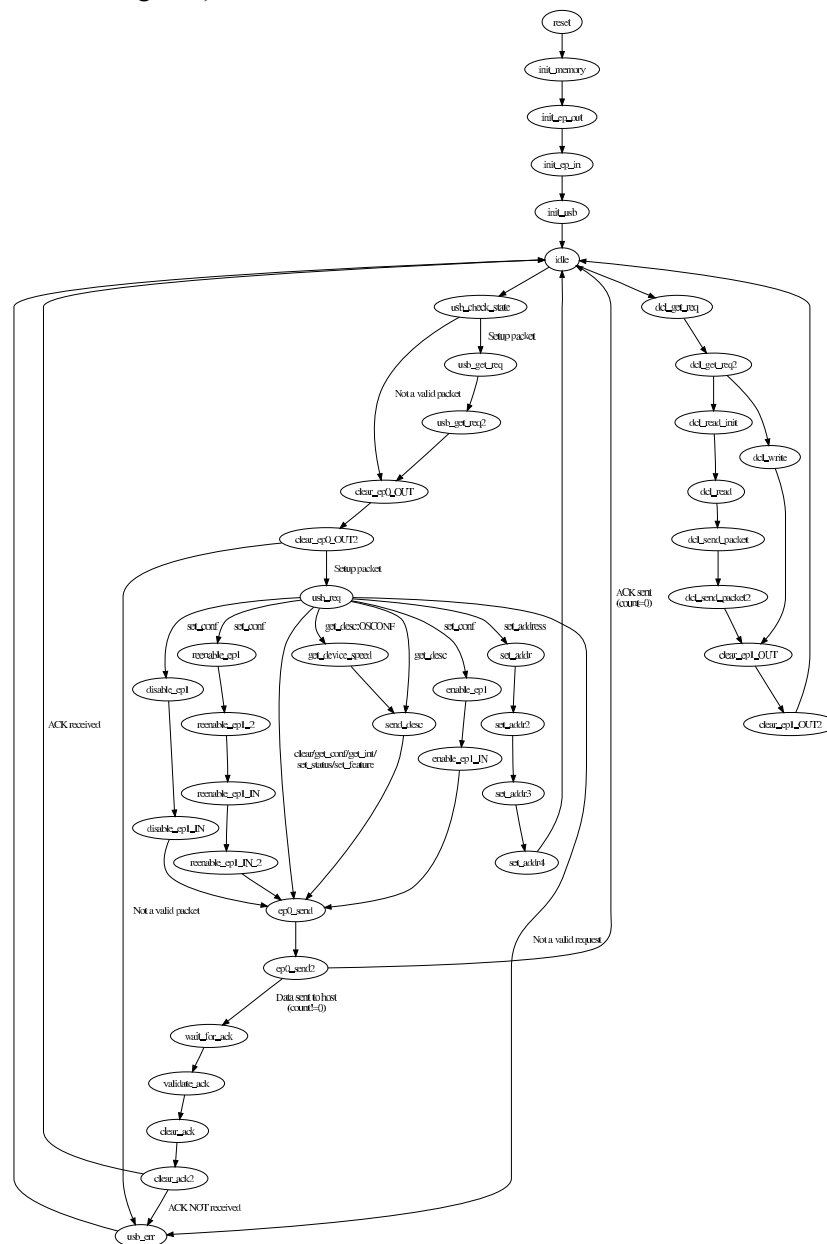 reset
init_memory
init_ep_out
init_ep_in
init_usb
idle
usb_check_state
dcl_get_req
Setup packet
usb_get_req
dcl_get_req2
Not a valid packet
usb_get_req2
dcl_read_init
dcl_write
clear_ep0_OUT
dcl_read
clear_ep0_OUT2
dcl_send_packet
Setup packet
usb_req
dcl_send_packet2
ACK sent
(count=0)
set_conf
set_conf
get_desc:OSCONF
set_conf
set_address
reenable_ep1
get_device_speed
get_desc
set_addr
clear_ep1_OUT
disable_ep1
enable_ep1
ACK received
reenable_ep1_2
send_desc
set_addr2
clear_ep1_OUT2
clear/get_conf/get_int/
set_status/set_feature
enable_ep1_IN
reenable_ep1_IN
set_addr3
disable_ep1_IN
reenable_ep1_IN_2
set_addr4
Not a valid packet
ep0_send
Not a valid request
ep0_send2
Data sent to host
(count!=0)
wait_for_ack
validate_ack
clear_ack
clear_ack2
ACK NOT received
usb_err